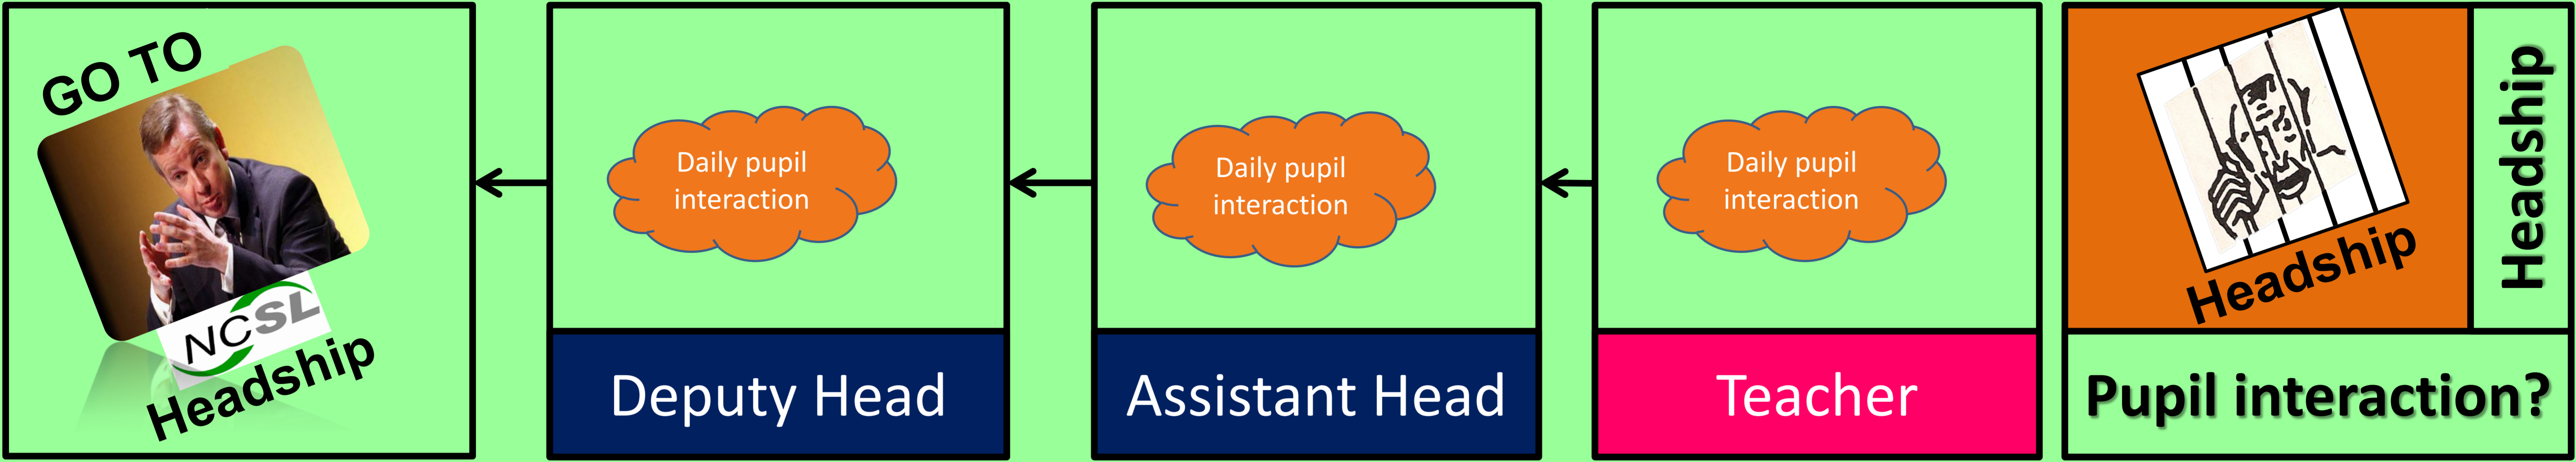 GO TO
NCSL
Headship
Daily pupil
interaction
Deputy Head
Daily pupil
interaction
Assistant Head
Daily pupil
interaction
Teacher
Headship
Headship
Pupil interaction?